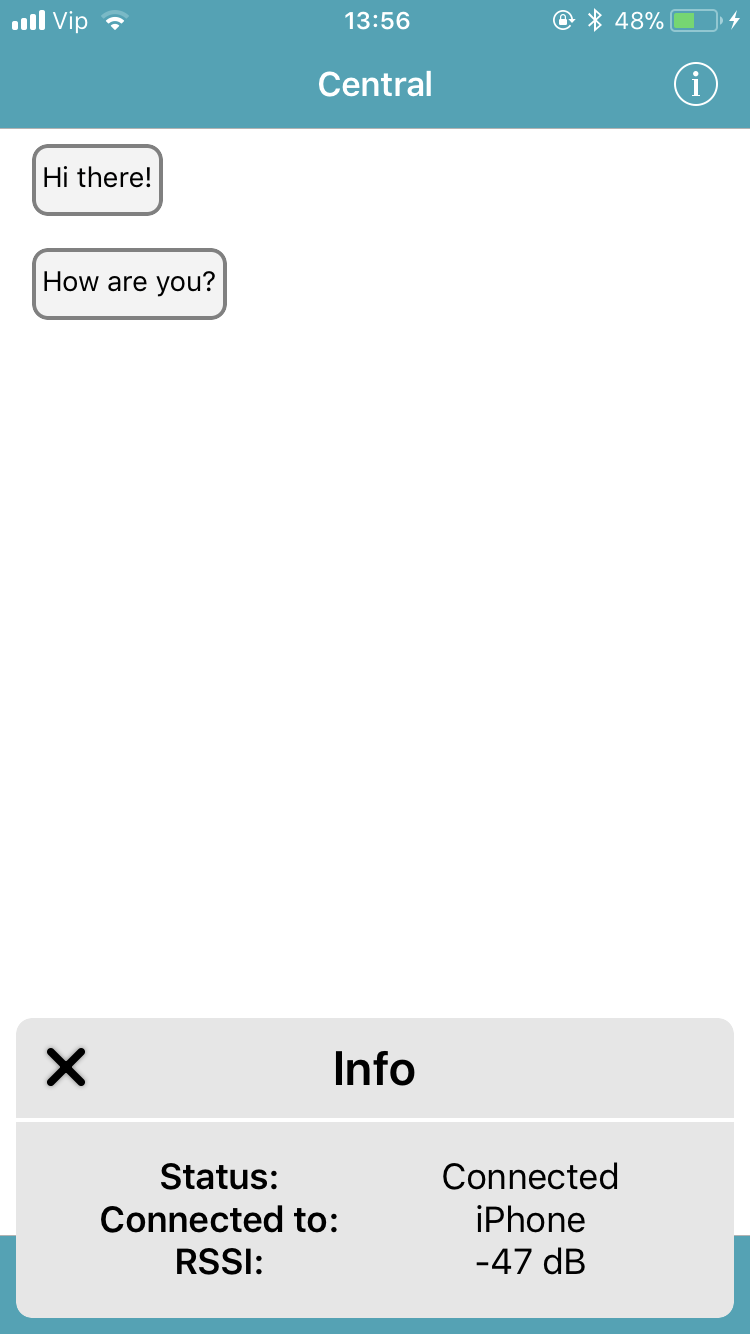 Vip 13:56 48%
Central
i
Hi there!
How are you?
Info
Status: Connected
Connected to: iPhone
RSSI: -47 dB